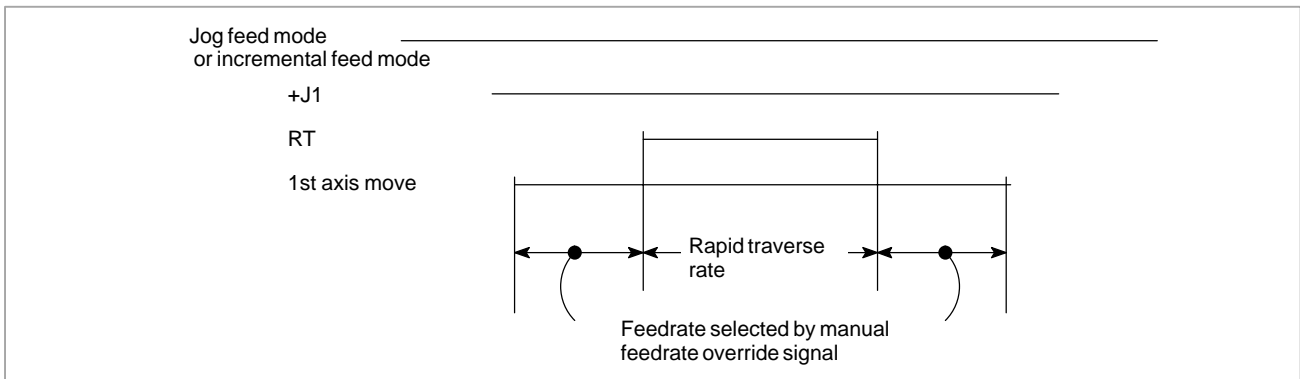 Jog feed mode
or incremental feed mode
+J1
RT
1st axis move
Rapid traverse
rate
Feedrate selected by manual
feedrate override signal